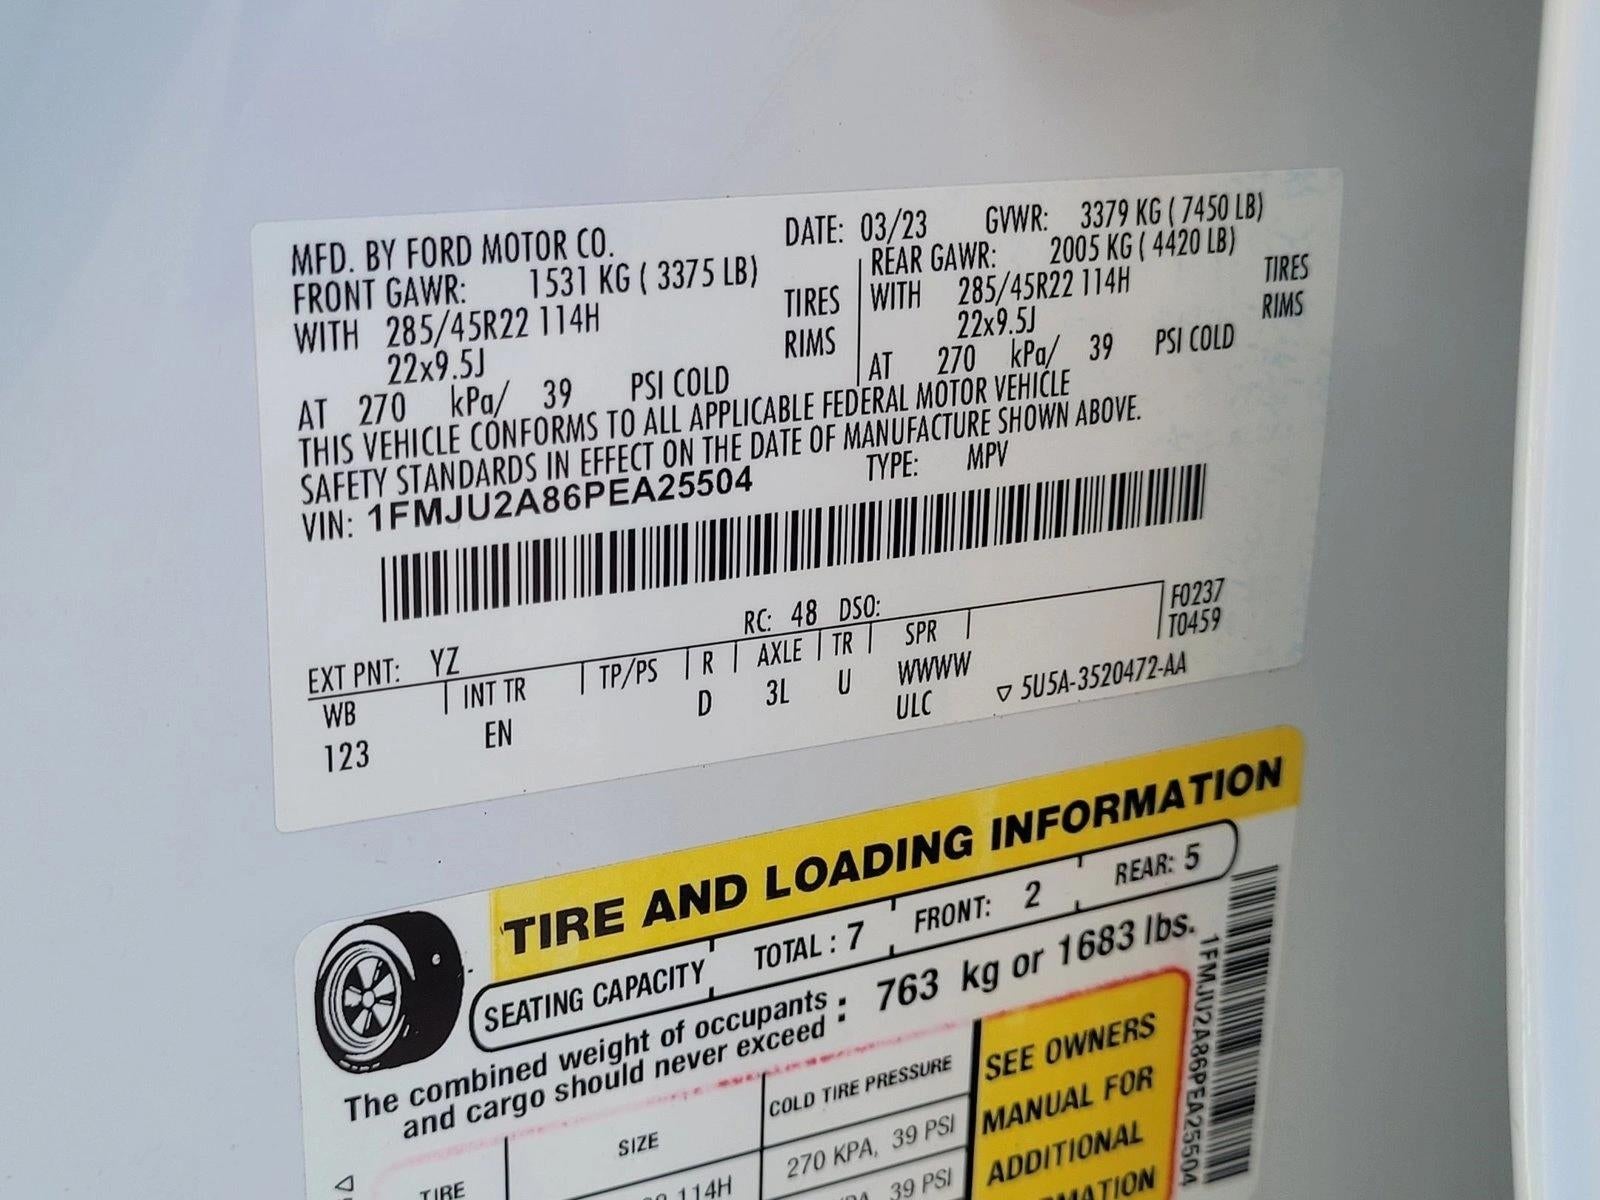 MFD. BY FORD MOTOR CO. DATE: 03/23 GVWR: 3379 KG ( 7450 LB)
FRONT GAWR: 1531 KG ( 3375 LB) REAR GAWR: 2005 KG ( 4420 LB)
WITH 285/45R22 114H TIRES WITH 285/45R22 114H TIRES
22x9.5J RIMS 22x9.5J RIMS
AT 270 kPa/ 39 PSI COLD AT 270 kPa/ 39 PSI COLD
THIS VEHICLE CONFORMS TO ALL APPLICABLE FEDERAL MOTOR VEHICLE
SAFETY STANDARDS IN EFFECT ON THE DATE OF MANUFACTURE SHOWN ABOVE.
VIN: 1FMJU2A86PEA25504 TYPE: MPV
F0237
T0459
EXT PNT: YZ RC: 48 DSO:
WB INT TR TP/PS R AXLE TR SPR
123 EN D 3L U WWWW
ULC ▽ 5U5A-3520472-AA
TIRE AND LOADING INFORMATION
SEATING CAPACITY TOTAL : 7 FRONT: 2 REAR: 5
The combined weight of occupants
and cargo should never exceed : 763 kg or 1683 lbs.
TIRE SIZE COLD TIRE PRESSURE
114H 270 KPA, 39 PSI
39 PSI
SEE OWNERS
MANUAL FOR
ADDITIONAL
1FMJU2A86PEA25504